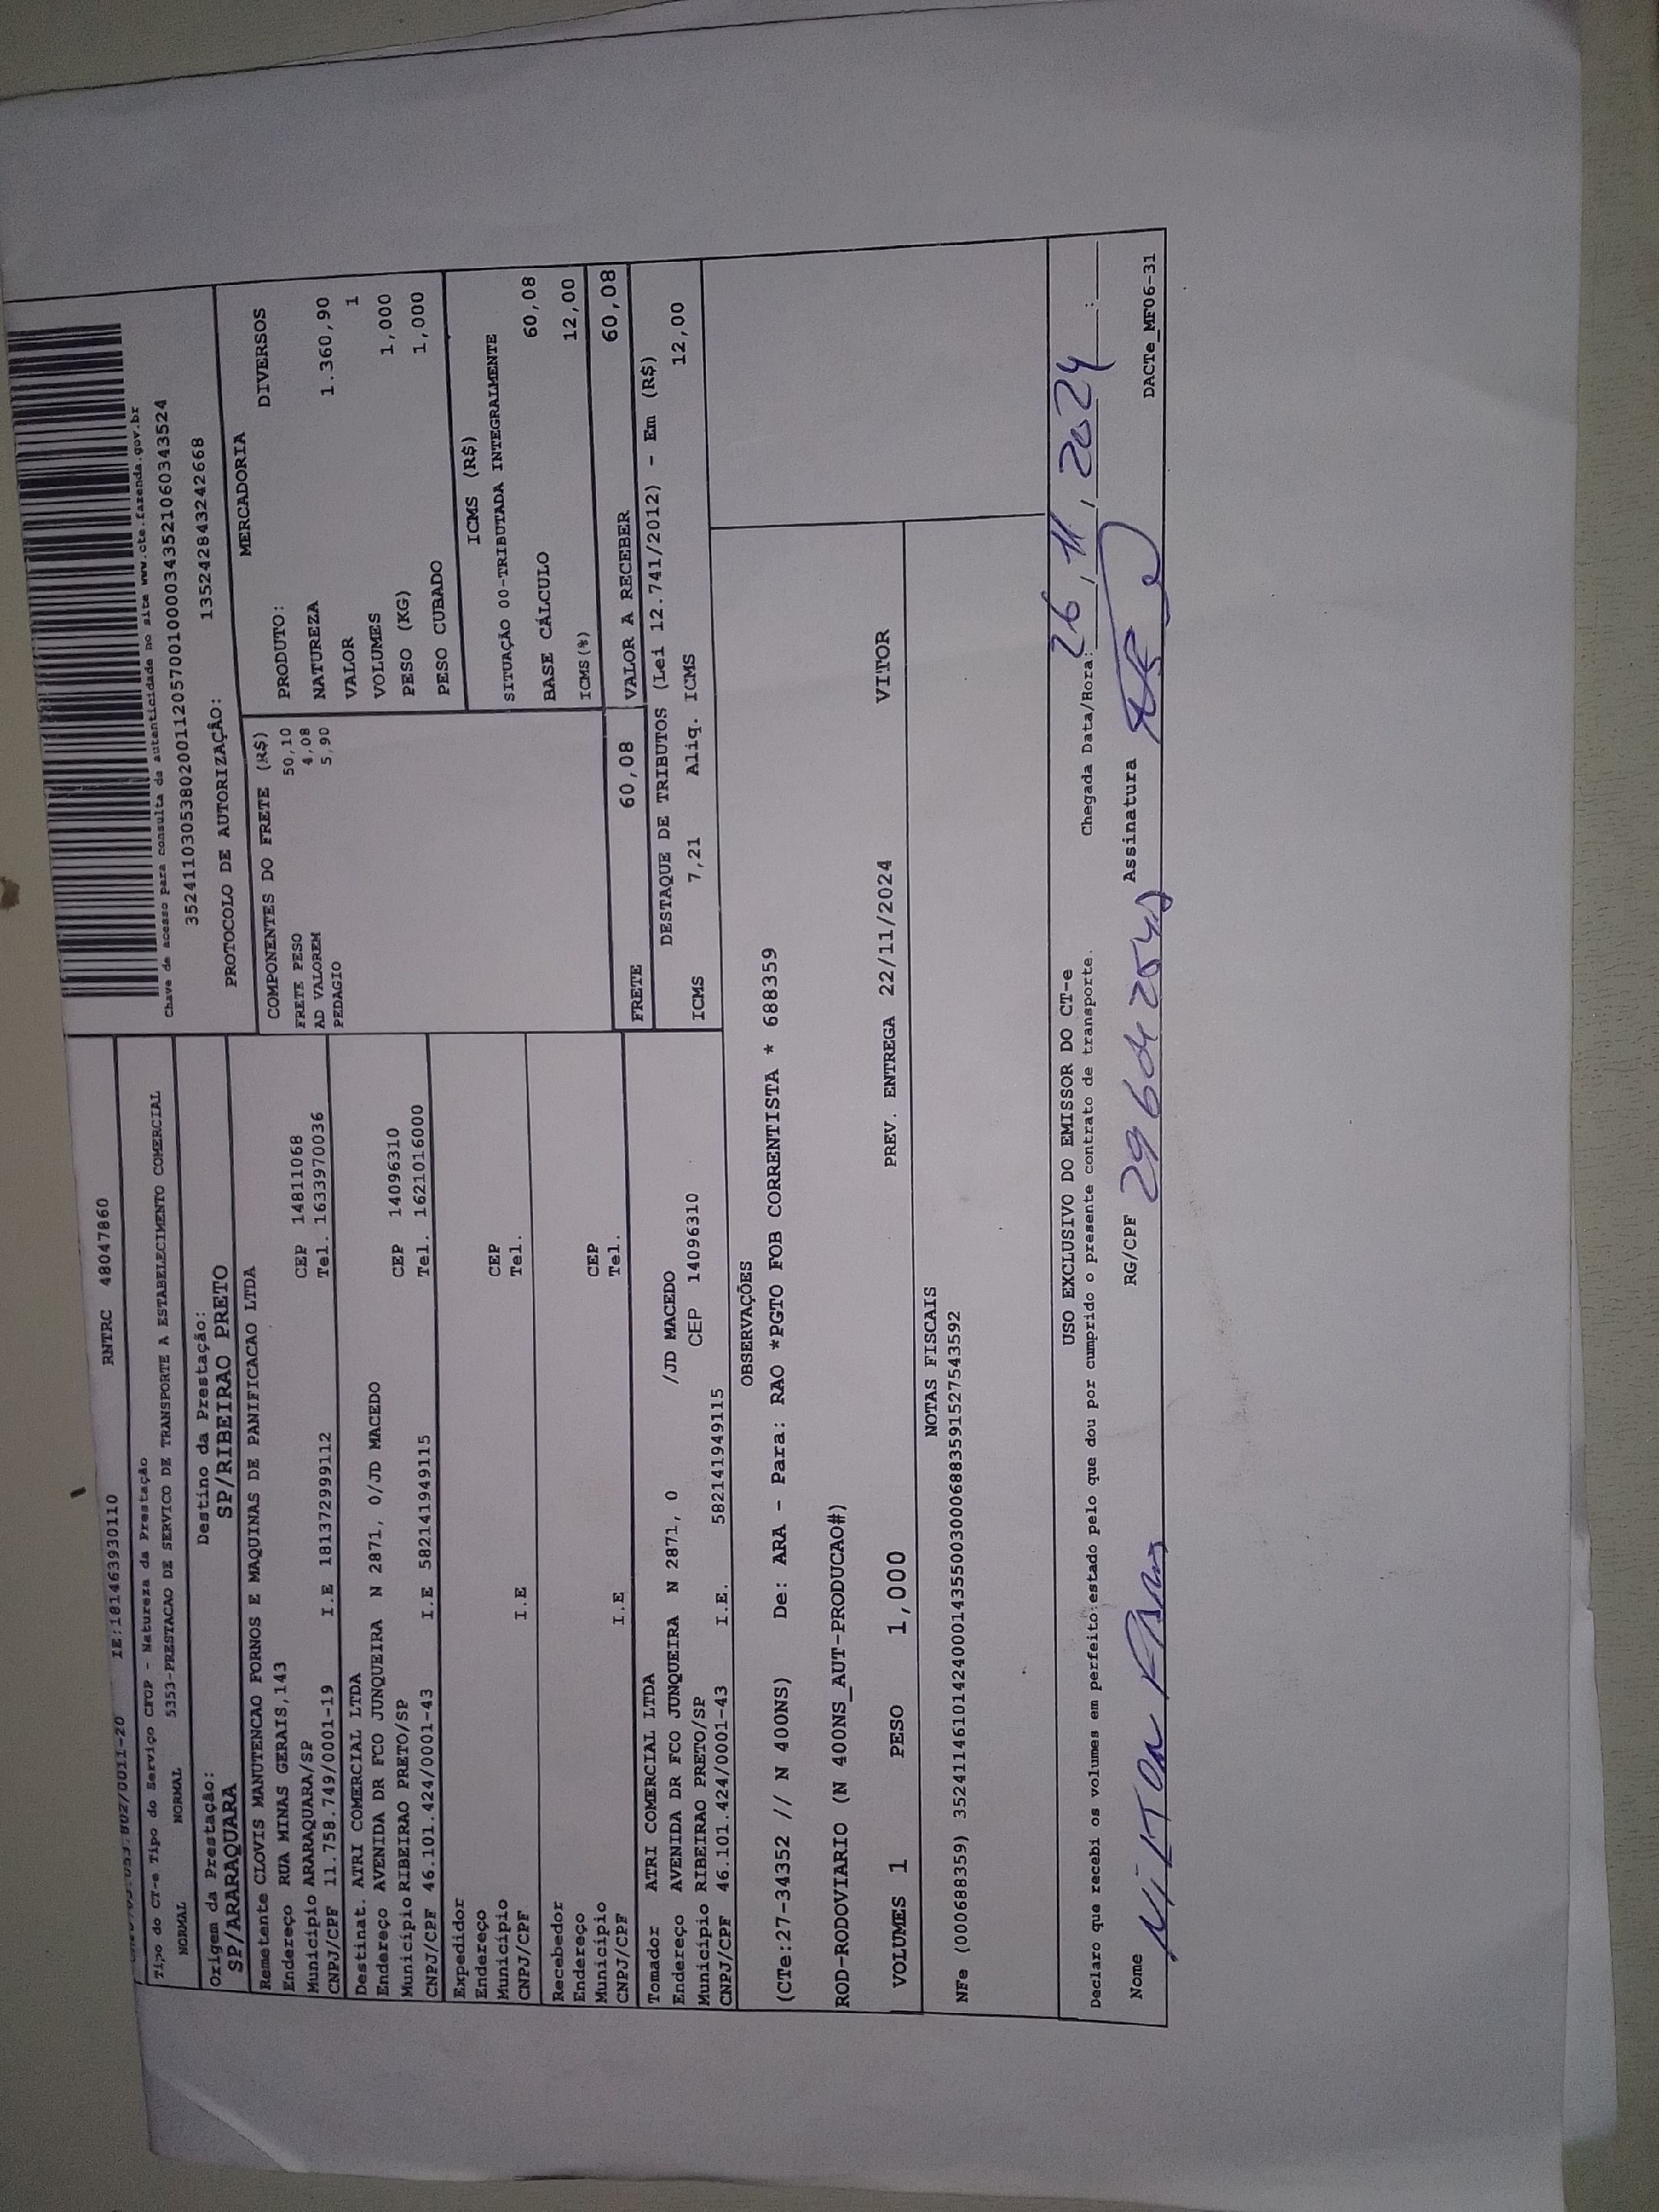 IE:181463930110 RNTRC 48047860
Tipo do CT-e Tipo do Serviço CFOP - Natureza da Prestação
NORMAL NORMAL 5353-PRESTACAO DE SERVICO DE TRANSPORTE A ESTABELECIMENTO COMERCIAL
Origem da Prestação: Destino da Prestação:
SP/ARARAQUARA SP/RIBEIRAO PRETO
Remetente CLOVIS MANUTENCAO FORNOS E MAQUINAS DE PANIFICACAO LTDA
Endereço RUA MINAS GERAIS,143 CEP 14811068
Município ARARAQUARA/SP Tel. 1633970036
CNPJ/CPF 11.758.749/0001-19 I.E 181372999112
Destinat. ATRI COMERCIAL LTDA
Endereço AVENIDA DR FCO JUNQUEIRA N 2871, 0/JD MACEDO
Município RIBEIRAO PRETO/SP CEP 14096310
CNPJ/CPF 46.101.424/0001-43 I.E 582141949115 Tel. 1621016000
Expedidor
Endereço
Município CEP
CNPJ/CPF I.E Tel.
Recebedor
Endereço
Município CEP
CNPJ/CPF I.E Tel.
Tomador ATRI COMERCIAL LTDA
Endereço AVENIDA DR FCO JUNQUEIRA N 2871, 0 /JD MACEDO
Município RIBEIRAO PRETO/SP CEP 14096310
CNPJ/CPF 46.101.424/0001-43 I.E. 582141949115
Chave de acesso para consulta da autenticidade no site www.cte.fazenda.gov.br
35241103053802001120570010000343521060343524
PROTOCOLO DE AUTORIZAÇÃO: 135242843242668
COMPONENTES DO FRETE (R$)
FRETE PESO 50,10
AD VALOREM 4,08
PEDAGIO 5,90
MERCADORIA
PRODUTO: DIVERSOS
NATUREZA 1.360,90
VALOR 1
VOLUMES 1,000
PESO (KG) 1,000
PESO CUBADO
ICMS (R$)
SITUAÇÃO 00-TRIBUTADA INTEGRALMENTE
BASE CÁLCULO 60,08
ICMS(%) 12,00
FRETE 60,08 VALOR A RECEBER 60,08
DESTAQUE DE TRIBUTOS (Lei 12.741/2012) - Em (R$)
ICMS 7,21 Aliq. ICMS 12,00
OBSERVAÇÕES
(CTe:27-34352 // N 400NS) De: ARA - Para: RAO *PGTO FOB CORRENTISTA * 688359
ROD-RODOVIARIO (N 400NS_AUT-PRODUCAO#)
VOLUMES 1 PESO 1,000 PREV. ENTREGA 22/11/2024 VITOR
NOTAS FISCAIS
NFe (000688359) 35241146101424000143550030006883591527543592
USO EXCLUSIVO DO EMISSOR DO CT-e
Declaro que recebi os volumes em perfeito estado pelo que dou por cumprido o presente contrato de transporte. Chegada Data/Hora: 26, 11, 2024 :
Nome Nilton RG/CPF Assinatura
DACTe_MF06-31